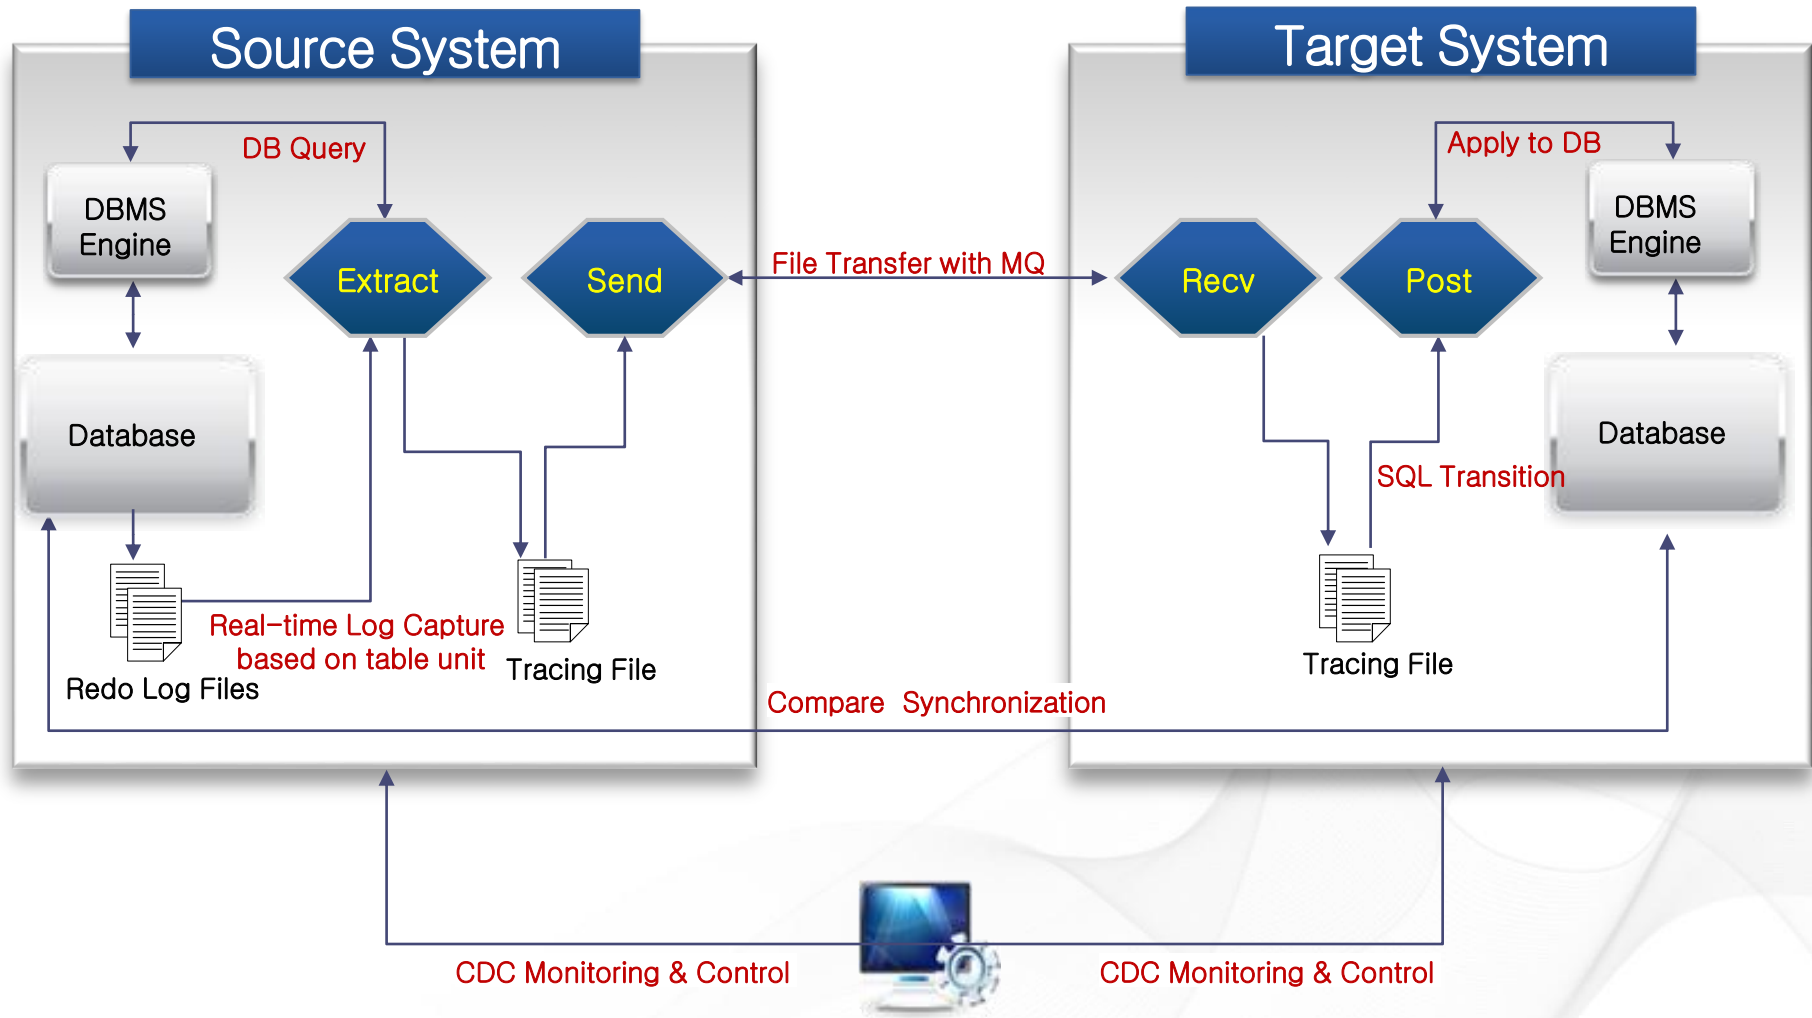 Source System
Target System
DB Query
Apply to DB
DBMS
Engine
DBMS
Engine
Extract
Send
File Transfer with MQ
Recv
Post
Database
Database
SQL Transition
Real-time Log Capture
based on table unit
Redo Log Files
Tracing File
Tracing File
Compare  Synchronization
CDC Monitoring & Control
CDC Monitoring & Control